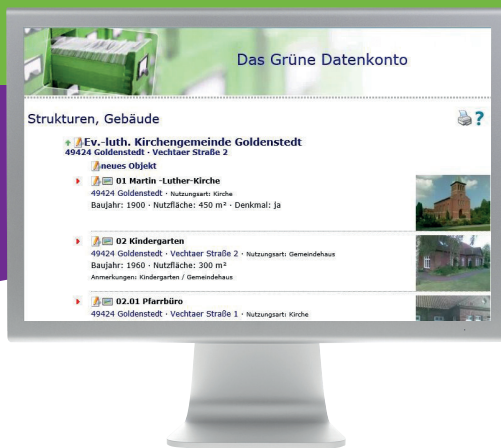 Das Grüne Datenkonto
Strukturen, Gebäude
?
Ev.-luth. Kirchengemeinde Goldenstedt
49424 Goldenstedt · Vechtaer Straße 2
neues Objekt
01 Martin -Luther-Kirche
49424 Goldenstedt · Nutzungsart: Kirche
Baujahr: 1900 · Nutzfläche: 450 m² · Denkmal: ja
02 Kindergarten
49424 Goldenstedt · Vechtaer Straße 2 · Nutzungsart: Gemeindehaus
Baujahr: 1960 · Nutzfläche: 300 m²
Anmerkungen: Kindergarten / Gemeindehaus
02.01 Pfarrbüro
49424 Goldenstedt · Vechtaer Straße 1 · Nutzungsart: Kirche